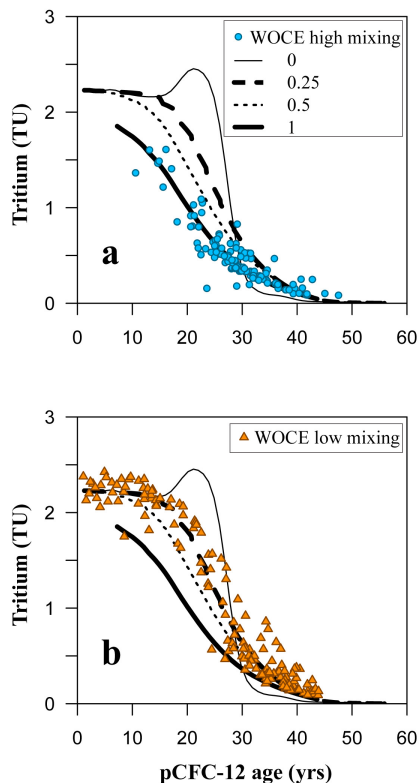 3
WOCE high mixing
0
0.25
0.5
1
2
Tritium (TU)
1
a
0
0 10 20 30 40 50 60
3
WOCE low mixing
2
Tritium (TU)
1
b
0
0 10 20 30 40 50 60
pCFC-12 age (yrs)